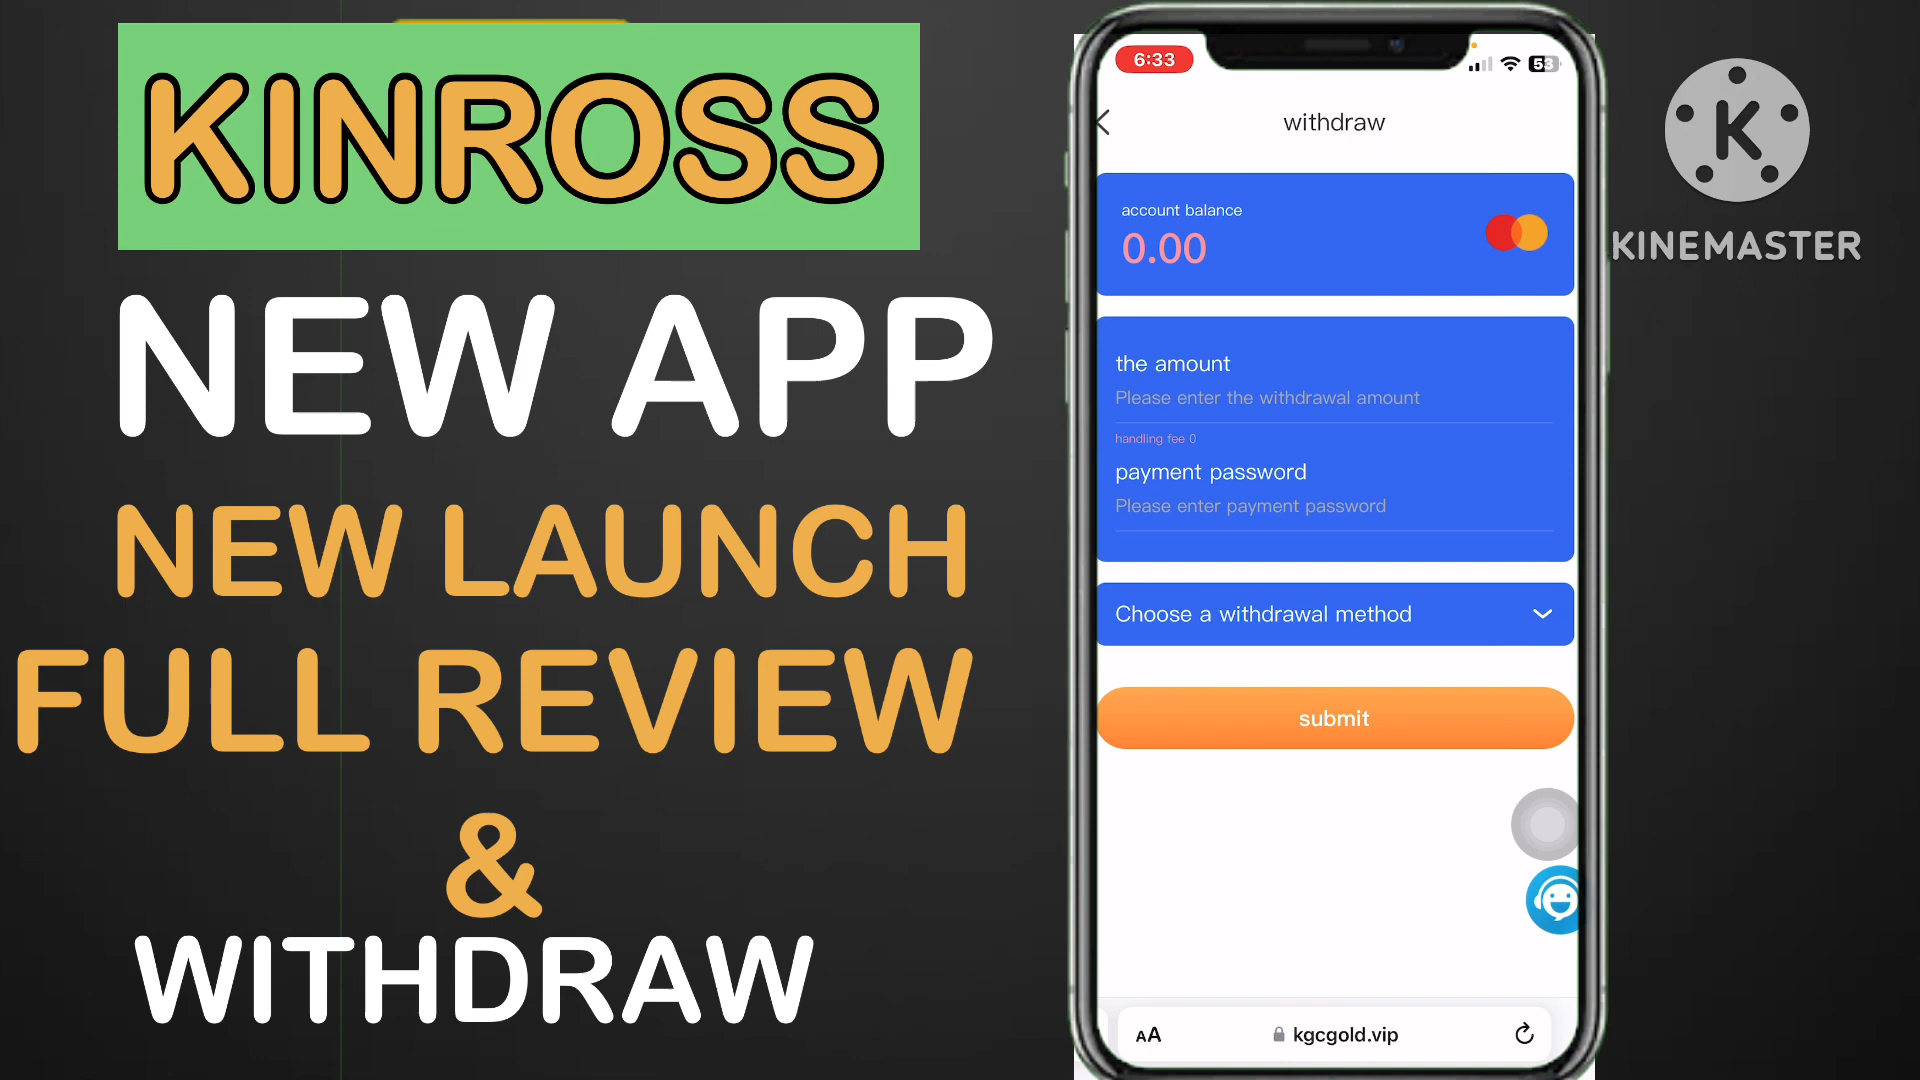 KINROSS
NEW APP
NEW LAUNCH
FULL REVIEW
&
WITHDRAW
6:33
53
withdraw
account balance
0.00
the amount
Please enter the withdrawal amount
handling fee 0
payment password
Please enter payment password
Choose a withdrawal method
submit
AA
kgcgold.vip
K
KINEMASTER